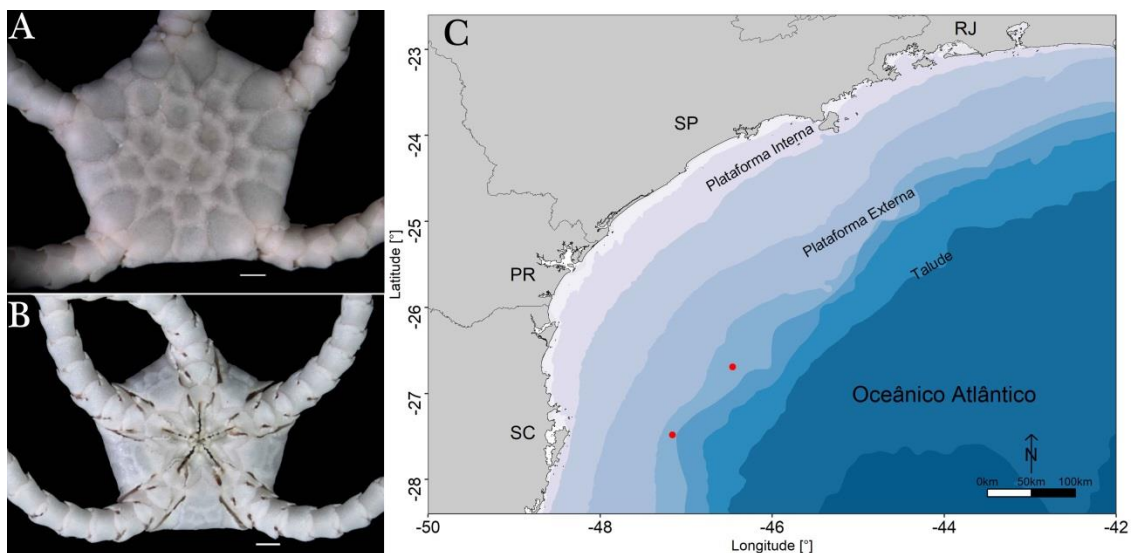 A
B
C
RJ
SP
PR
SC
Plataforma Interna
Plataforma Externa
Talude
Oceânico Atlântico
N
0km 50km 100km
Latitude [°]
-23
-24
-25
-26
-27
-28
-50 -48 -46 -44 -42
Longitude [°]